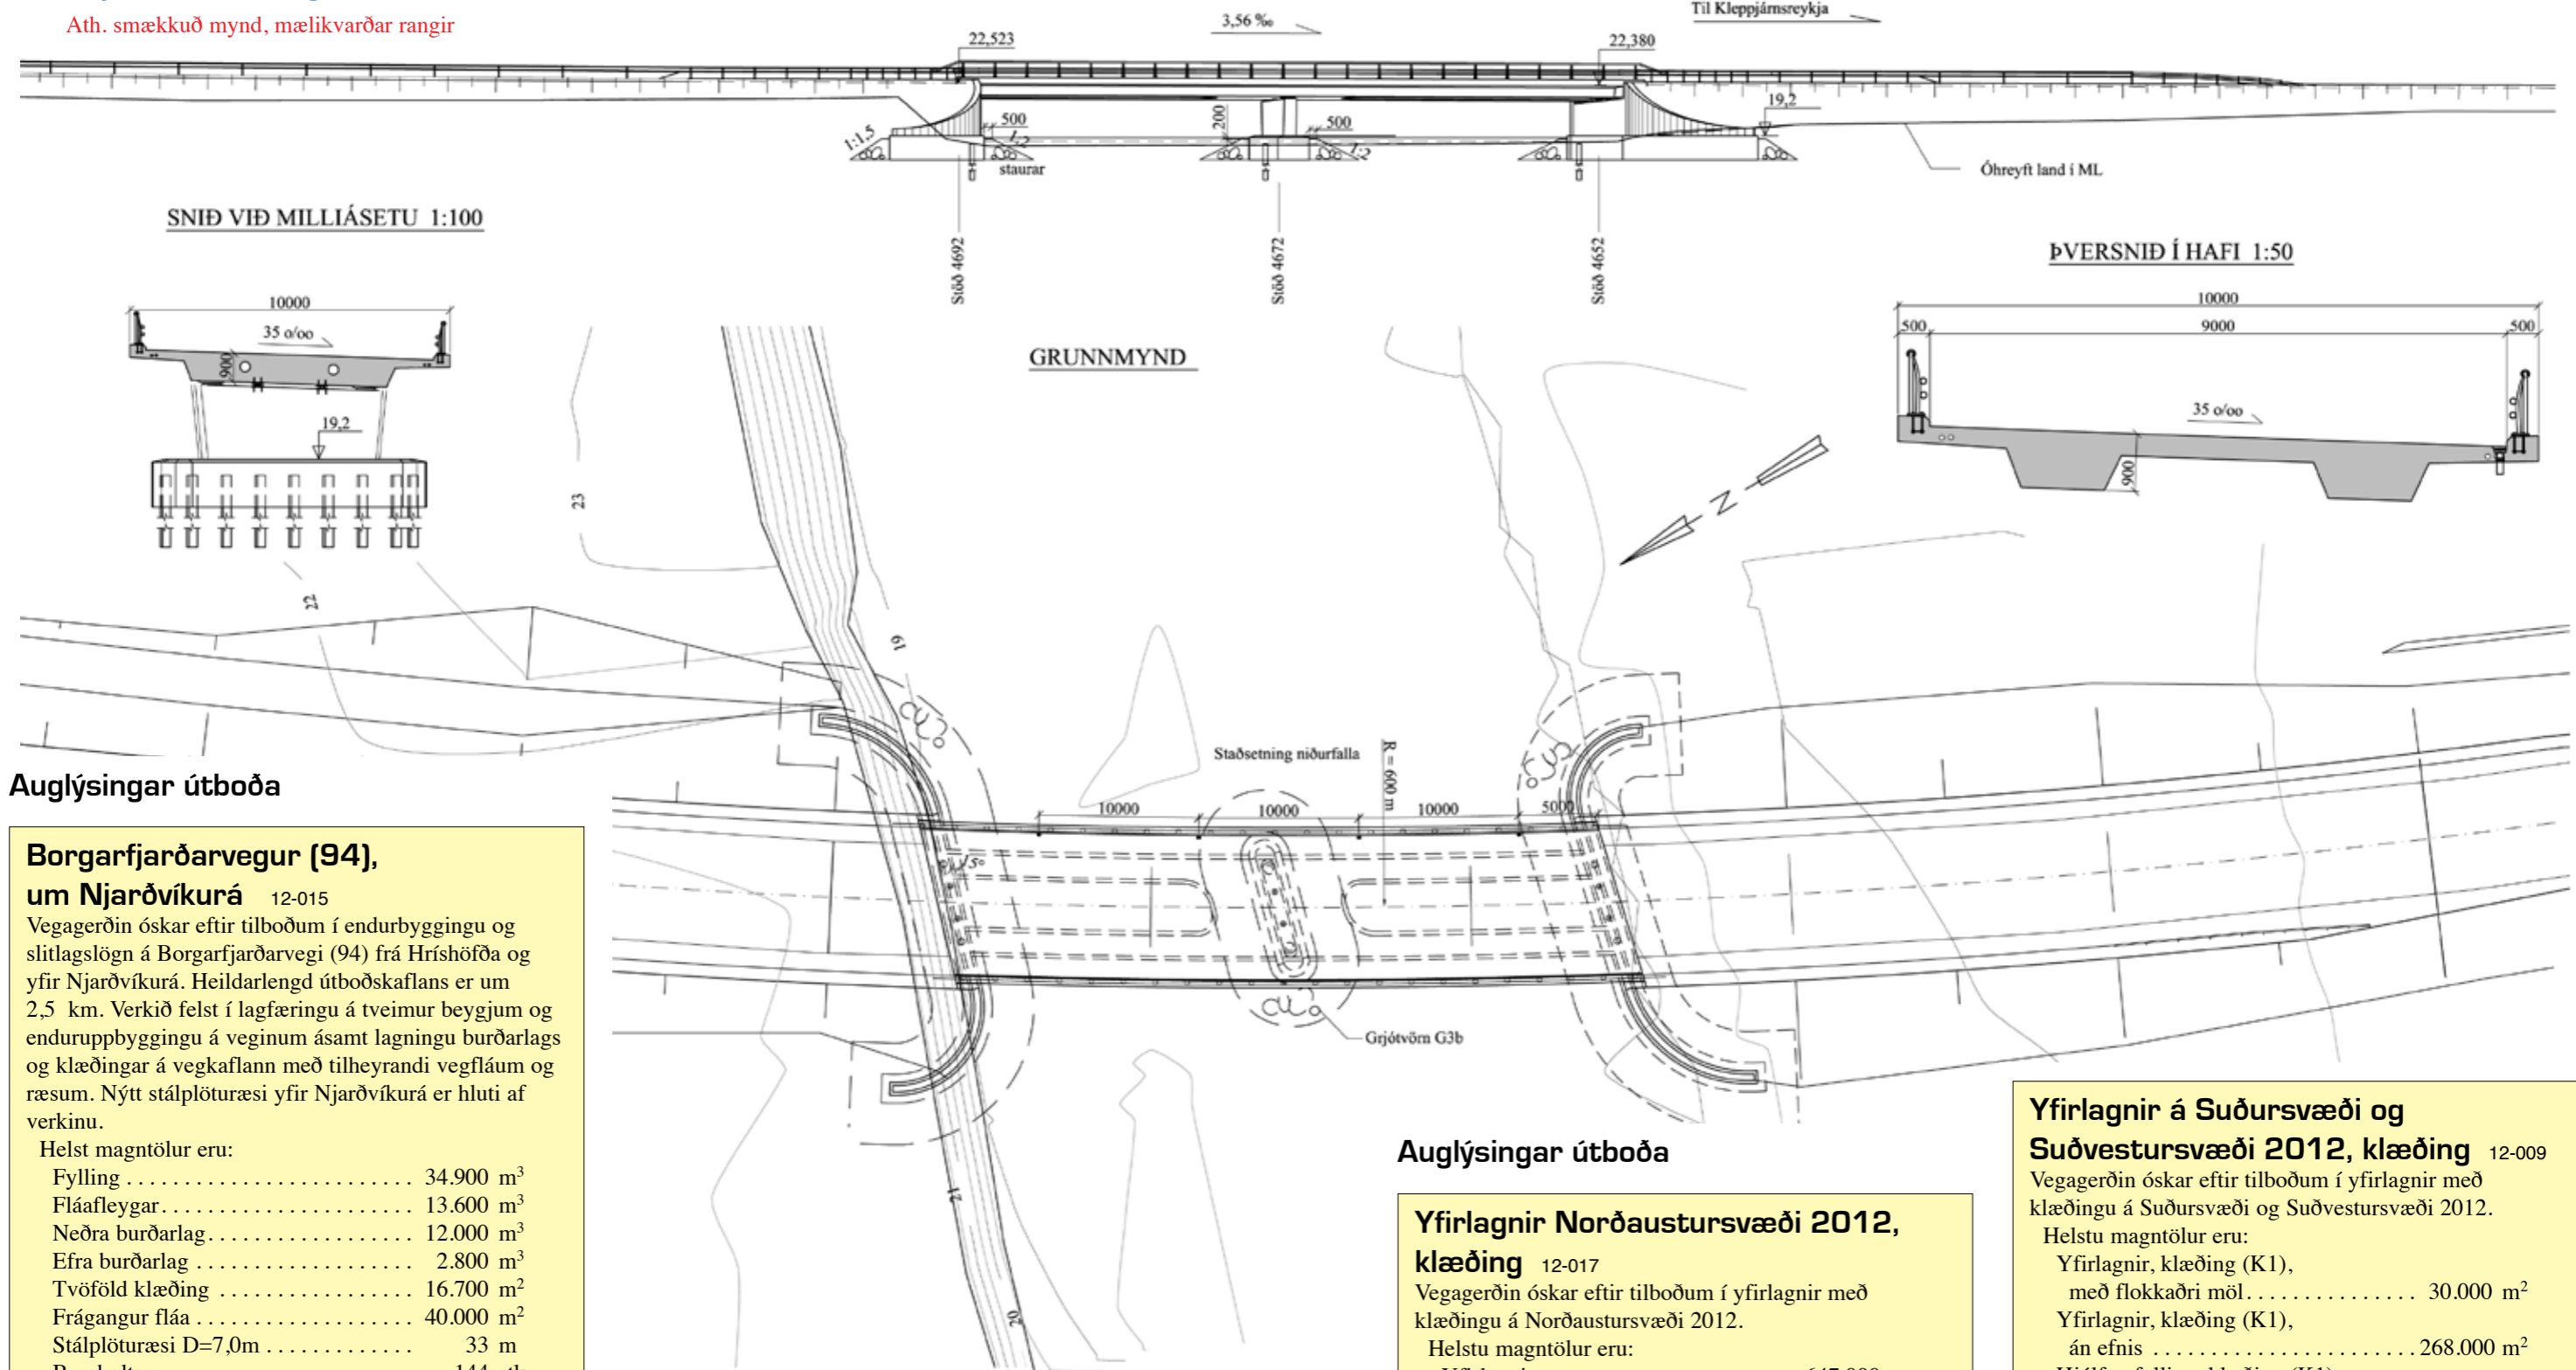 Ath. smækkuð mynd, mælikvarðar rangir
3,56 ‰
Til Kleppjárnsreykja
22,523
22,380
19,2
1:1,5
500
1:2
staurar
200
500
1:2
Óhreyft land í ML
Stöð 4692
Stöð 4672
Stöð 4652
SNIÐ VIÐ MILLIÁSETU 1:100
10000
35 o/oo
900
19,2
ÞVERSNIÐ Í HAFI 1:50
10000
500
9000
500
35 o/oo
900
GRUNNMYND
N
23
22
19
Staðsetning niðurfalla
R = 600 m
10000
10000
10000
5000
15°
Grjótvörn G3b
21
20
Auglýsingar útboða
Borgarfjarðarvegur (94),
um Njarðvíkurá 12-015
Vegagerðin óskar eftir tilboðum í endurbyggingu og
slitlagslögn á Borgarfjarðarvegi (94) frá Hríshöfða og
yfir Njarðvíkurá. Heildarlengd útboðskaflans er um
2,5 km. Verkið felst í lagfæringu á tveimur beygjum og
enduruppbyggingu á veginum ásamt lagningu burðarlags
og klæðingar á vegkaflann með tilheyrandi vegfláum og
ræsum. Nýtt stálplöturæsi yfir Njarðvíkurá er hluti af
verkinu.
Helst magntölur eru:
Fylling . . . . . . . . . . . . . . . . . . . . . . . . . 34.900 m³
Fláafleygar. . . . . . . . . . . . . . . . . . . . . . 13.600 m³
Neðra burðarlag. . . . . . . . . . . . . . . . . . 12.000 m³
Efra burðarlag . . . . . . . . . . . . . . . . . . . 2.800 m³
Tvöföld klæðing . . . . . . . . . . . . . . . . . 16.700 m²
Frágangur fláa . . . . . . . . . . . . . . . . . . . 40.000 m²
Stálplöturæsi D=7,0m . . . . . . . . . . . . . 33 m
Auglýsingar útboða
Yfirlagnir Norðaustursvæði 2012,
klæðing 12-017
Vegagerðin óskar eftir tilboðum í yfirlagnir með
klæðingu á Norðaustursvæði 2012.
Helstu magntölur eru:
Yfirlagnir á Suðursvæði og
Suðvestursvæði 2012, klæðing 12-009
Vegagerðin óskar eftir tilboðum í yfirlagnir með
klæðingu á Suðursvæði og Suðvestursvæði 2012.
Helstu magntölur eru:
Yfirlagnir, klæðing (K1),
með flokkaðri möl. . . . . . . . . . . . . . . 30.000 m²
Yfirlagnir, klæðing (K1),
án efnis . . . . . . . . . . . . . . . . . . . . . . . 268.000 m²